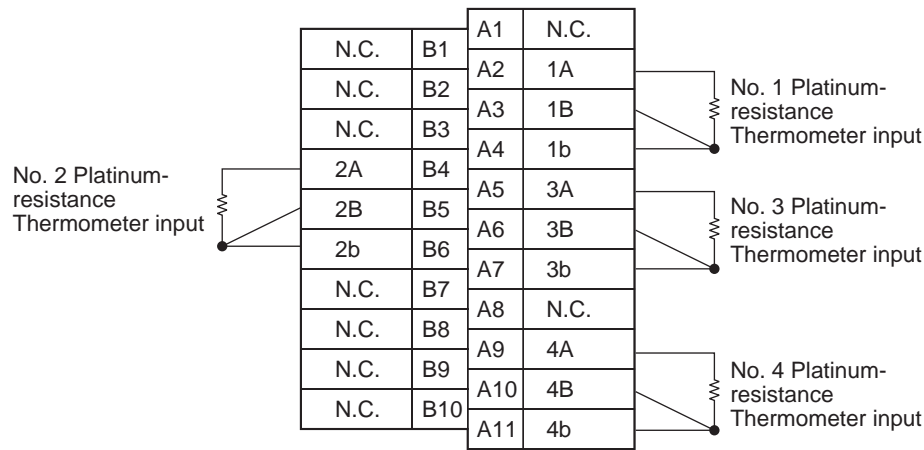 No. 2 Platinum-
resistance
Thermometer input
N.C. B1
N.C. B2
N.C. B3
2A B4
2B B5
2b B6
N.C. B7
N.C. B8
N.C. B9
N.C. B10
A1 N.C.
A2 1A
A3 1B
A4 1b
A5 3A
A6 3B
A7 3b
A8 N.C.
A9 4A
A10 4B
A11 4b
No. 1 Platinum-
resistance
Thermometer input
No. 3 Platinum-
resistance
Thermometer input
No. 4 Platinum-
resistance
Thermometer input